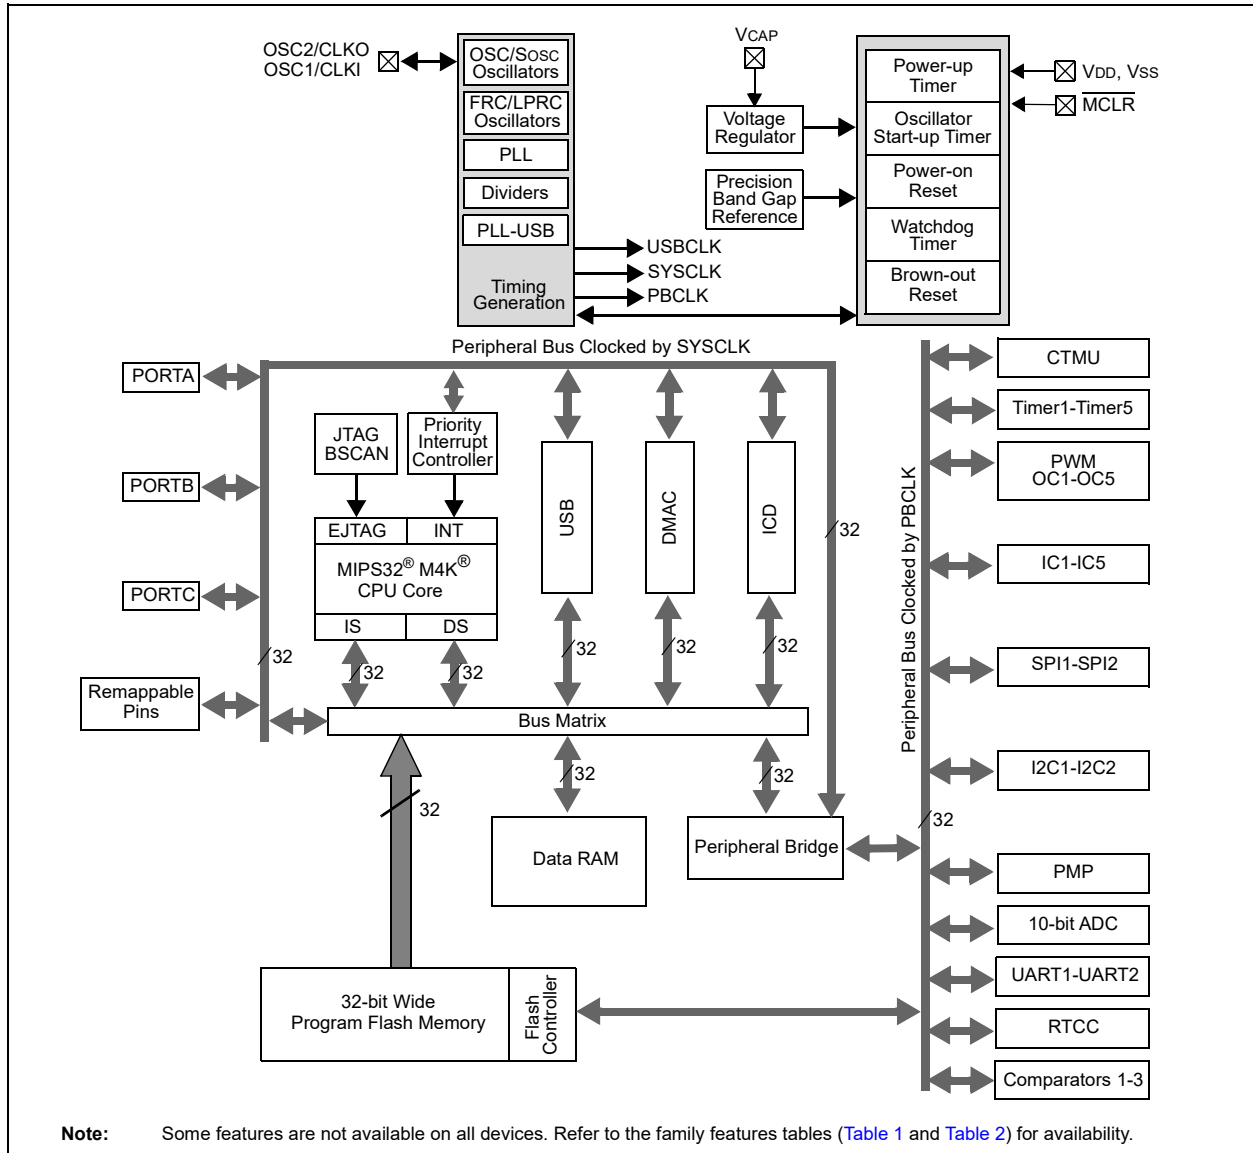 OSC2/CLKO
OSC1/CLKI
OSC/SOSC
Oscillators
FRC/LPRC
Oscillators
PLL
Dividers
PLL-USB
Timing
Generation
USBCLK
SYSCLK
PBCLK
VCAP
Voltage
Regulator
Precision
Band Gap
Reference
Power-up
Timer
Oscillator
Start-up Timer
Power-on
Reset
Watchdog
Timer
Brown-out
Reset
VDD, VSS
MCLR
Peripheral Bus Clocked by SYSCLK
PORTA
PORTB
PORTC
Remappable
Pins
32
JTAG
BSCAN
Priority
Interrupt
Controller
EJTAG
INT
MIPS32® M4K®
CPU Core
IS
DS
32
32
USB
32
DMAC
32
ICD
32
32
Bus Matrix
32
32
32
Data RAM
Peripheral Bridge
32-bit Wide
Program Flash Memory
Flash
Controller
Peripheral Bus Clocked by PBCLK
32
CTMU
Timer1-Timer5
PWM
OC1-OC5
IC1-IC5
SPI1-SPI2
I2C1-I2C2
PMP
10-bit ADC
UART1-UART2
RTCC
Comparators 1-3
Note: Some features are not available on all devices. Refer to the family features tables (Table 1 and Table 2) for availability.